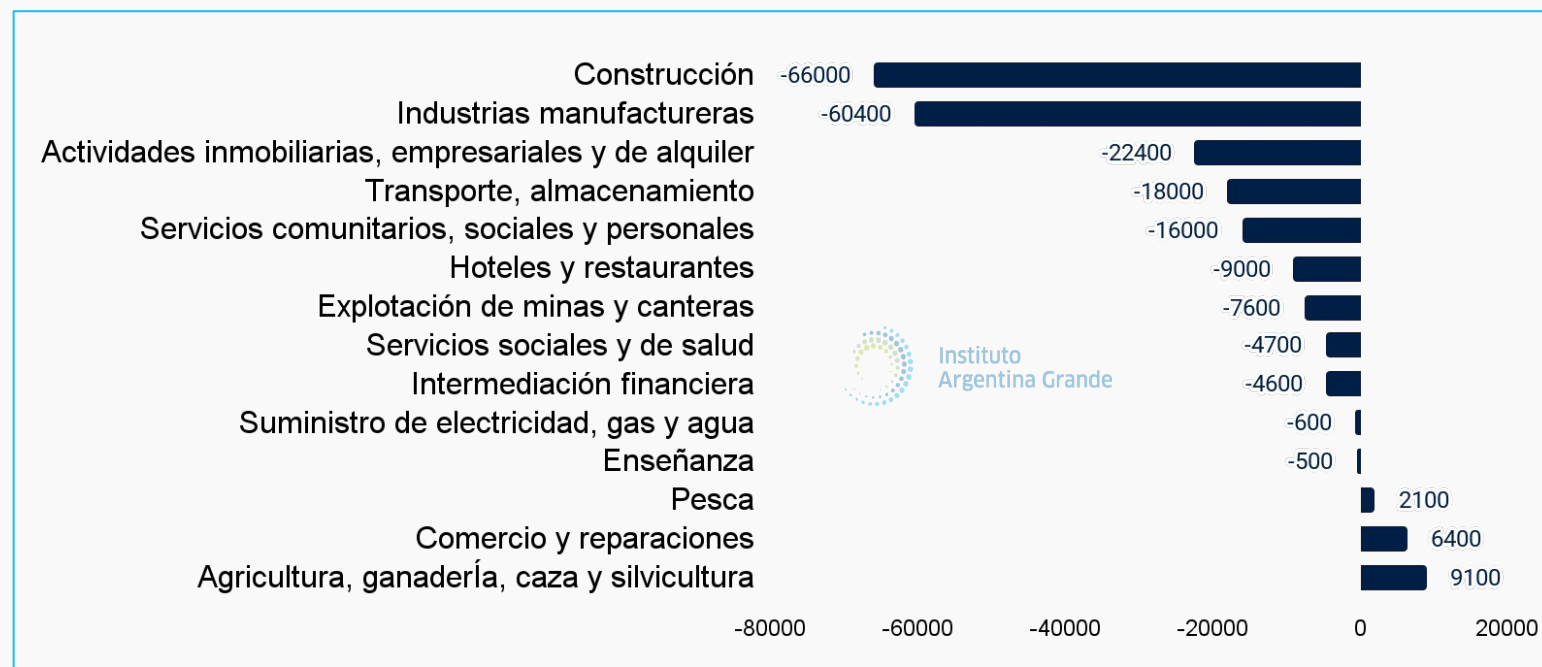 Construcción -66000
Industrias manufactureras -60400
Actividades inmobiliarias, empresariales y de alquiler -22400
Transporte, almacenamiento -18000
Servicios comunitarios, sociales y personales -16000
Hoteles y restaurantes -9000
Explotación de minas y canteras -7600
Servicios sociales y de salud -4700
Instituto
Argentina Grande
Intermediación financiera -4600
Suministro de electricidad, gas y agua -600
Enseñanza -500
Pesca 2100
Comercio y reparaciones 6400
Agricultura, ganaderÍa, caza y silvicultura 9100
-80000 -60000 -40000 -20000 0 20000